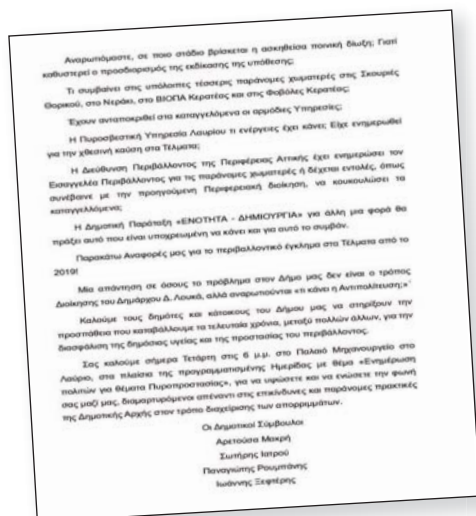 Αναρωτιόμαστε, σε ποιο στάδιο βρίσκεται η ασκηθείσα ποινική δίωξη; Γιατί
καθυστερεί ο προσδιορισμός της εκδίκασης της υπόθεσης;
Τι συμβαίνει στις υπόλοιπες τέσσερις παράνομες χωματερές στις Σκουριές
Θορικού, στο Νεράκι, στο ΒΙΟΠΑ Κερατέας και στις Φοβόλες Κερατέας;
Έχουν ανταποκριθεί στα καταγγελλόμενα οι αρμόδιες Υπηρεσίες;
Η Πυροσβεστική Υπηρεσία Λαυρίου τι ενέργειες έχει κάνει; Είχε ενημερωθεί
για την χθεσινή καύση στα Τέλματα;
Η Διεύθυνση Περιβάλλοντος της Περιφέρειας Αττικής έχει ενημερώσει τον
Εισαγγελέα Περιβάλλοντος για τις παράνομες χωματερές ή δέχεται εντολές, όπως
συνέβαινε με την προηγούμενη Περιφερειακή διοίκηση, να κουκουλώσει τα
καταγγελλόμενα;
Η Δημοτική Παράταξη «ΕΝΟΤΗΤΑ - ΔΗΜΙΟΥΡΓΙΑ» για άλλη μια φορά θα
πράξει αυτό που είναι υποχρεωμένη να κάνει και για αυτό το συμβάν.
Παρακάτω Αναφορές μας για το περιβαλλοντικό έγκλημα στα Τέλματα από το
2019!
Μία απάντηση σε όσους το πρόβλημα στον Δήμο μας δεν είναι ο τρόπος
Διοίκησης του Δημάρχου Δ. Λουκά, αλλά αναρωτιούνται «τι κάνει η Αντιπολίτευση;»
Καλούμε τους δημότες και κάτοικους του Δήμου μας να στηρίξουν την
προσπάθεια που καταβάλλουμε τα τελευταία χρόνια, μεταξύ πολλών άλλων, για την
διασφάλιση της δημόσιας υγείας και της προστασίας του περιβάλλοντος.
Σας καλούμε σήμερα Τετάρτη στις 6 μ.μ. στο Παλαιό Μηχανουργείο στο
Λαύριο, στα πλαίσια της προγραμματισμένης Ημερίδας με θέμα «Ενημέρωση
πολιτών για θέματα Πυροπροστασίας», για να υψώσετε και να ενώσετε την φωνή
σας μαζί μας, διαμαρτυρόμενοι απέναντι στις επικίνδυνες και παράνομες πρακτικές
της Δημοτικής Αρχής στον τρόπο διαχείρισης των απορριμμάτων.
Οι Δημοτικοί Σύμβουλοι
Αρετούσα Μακρή
Σωτήρης Ιατρού
Παναγιώτης Ρουμπάνης
Ιωάννης Ξεφτέρης